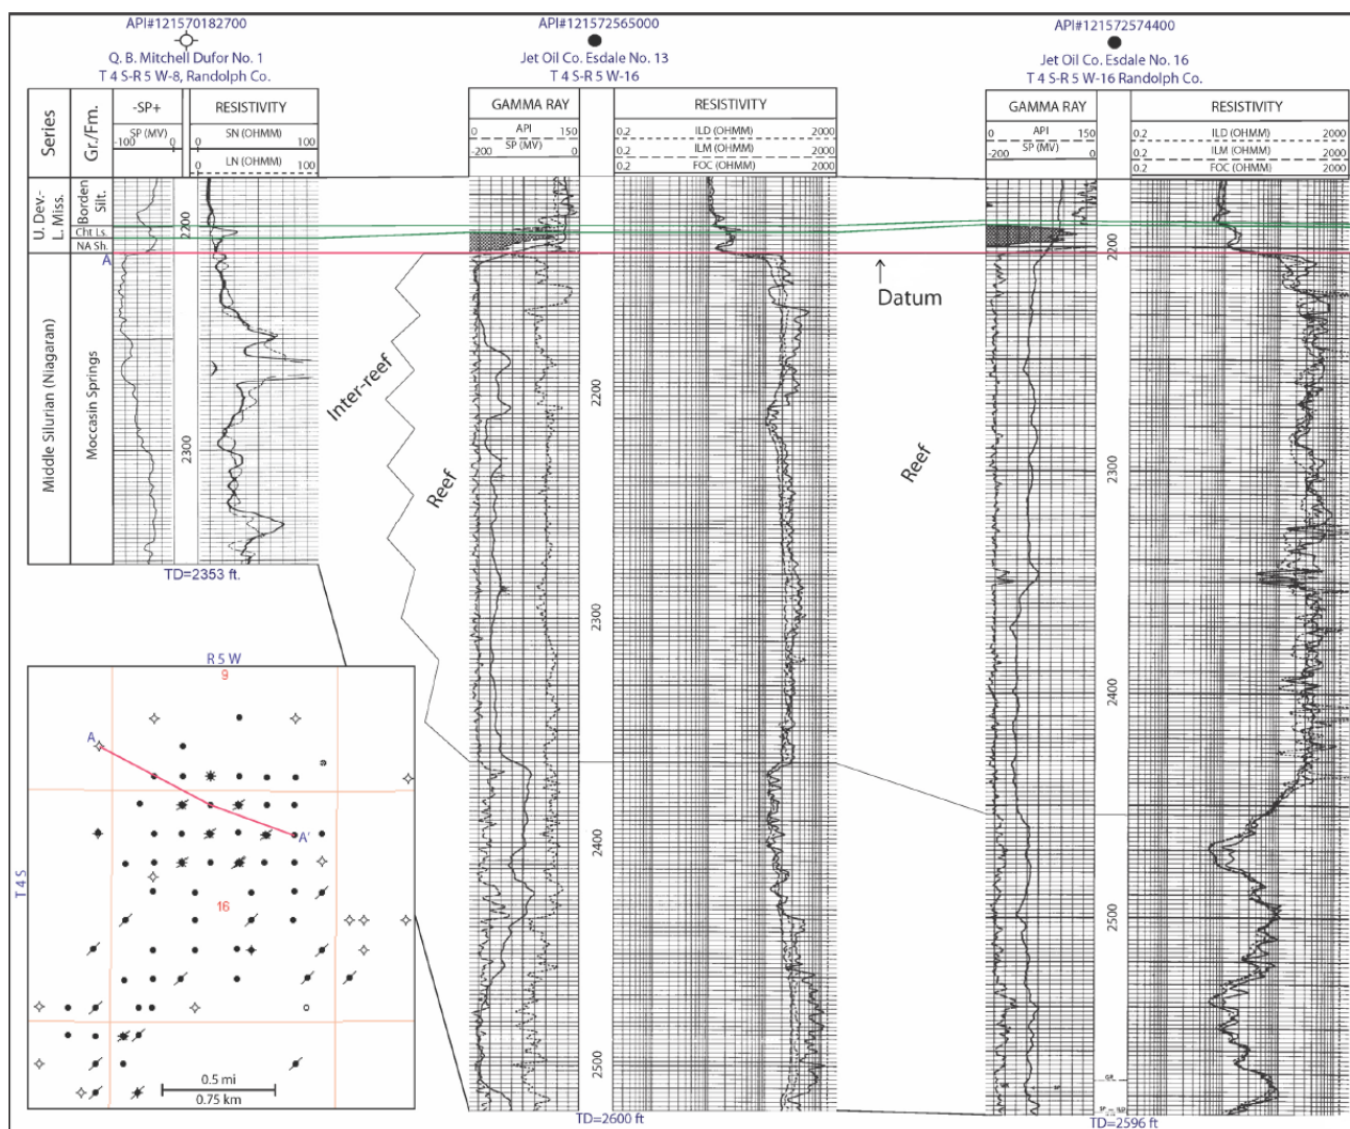 API#121570182700
Q. B. Mitchell Dufor No. 1
T 4 S-R 5 W-8, Randolph Co.
API#121572565000
Jet Oil Co. Esdale No. 13
T 4 S-R 5 W-16
API#121572574400
Jet Oil Co. Esdale No. 16
T 4 S-R 5 W-16 Randolph Co.
Series
Gr./Fm.
-SP+
SP (MV)
-100 0
RESISTIVITY
SN (OHMM)
0 100
LN (OHMM)
0 100
GAMMA RAY
0 API 150
SP (MV)
-200 0
RESISTIVITY
ILD (OHMM)
0.2 2000
ILM (OHMM)
0.2 2000
FOC (OHMM)
0.2 2000
GAMMA RAY
0 API 150
SP (MV)
-200 0
RESISTIVITY
ILD (OHMM)
0.2 2000
ILM (OHMM)
0.2 2000
FOC (OHMM)
0.2 2000
U. Dev.-
L. Miss.
Borden
Silt.
Cht Ls.
NA Sh.
A
Middle Silurian (Niagaran)
Moccasin Springs
2200
2300
TD=2353 ft.
Inter-reef
Reef
2200
2300
2400
2500
TD=2600 ft
Datum
Reef
2200
2300
2400
2500
TD=2596 ft
R 5 W
9
A
A'
T 4 S
16
0.5 mi
0.75 km